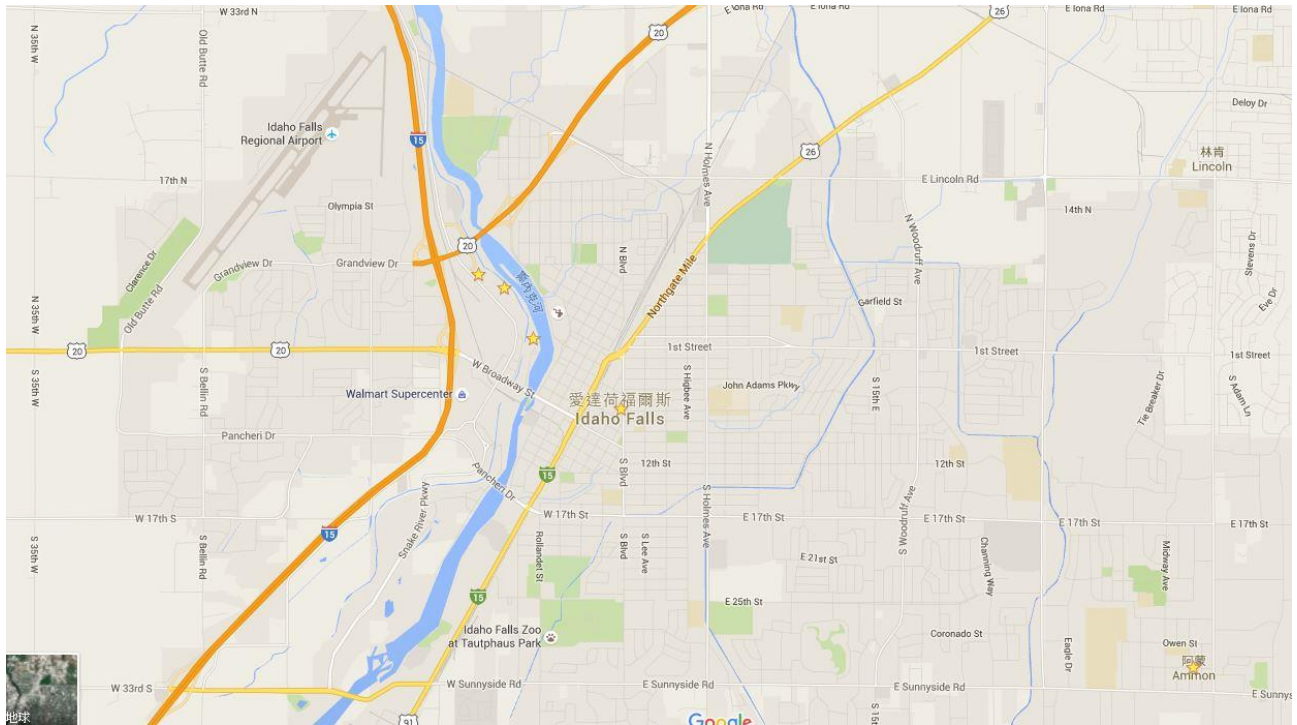 W 33rd N
26
E Iona Rd
E Iona Rd
E Iona Rd
20
N 35th W
Old Butte Rd
Deloy Dr
Idaho Falls
Regional Airport
15
26
N Holmes Ave
林肯
Lincoln
17th N
E Lincoln Rd
Olympia St
14th N
N Woodruff Ave
20
N Blvd
Clarence Dr
Grandview Dr
Grandview Dr
Stevens Dr
斯內克河
Northgate Mile
Garfield St
Eve Dr
N 35th W
Old Butte Rd
20
20
1st Street
1st Street
1st Street
W Broadway St
S 35th W
S Bellin Rd
Walmart Supercenter
S Higbee Ave
John Adams Pkwy
S 15th E
Tie Breaker Dr
S Adam Ln
愛達荷福爾斯
Idaho Falls
Pancheri Dr
12th St
12th St
Pancheri Dr
15
S Blvd
S Holmes Ave
S Woodruff Ave
W 17th S
W 17th St
E 17th St
E 17th St
E 17th St
E 17th St
15
Snake River Pkwy
S 35th W
S Bellin Rd
Rollandet St
S Blvd
S Lee Ave
E 21st St
Channing Way
Midway Ave
15
E 25th St
Idaho Falls Zoo
at Tautphaus Park
Coronado St
Eagle Dr
Owen St
阿蒙
Ammon
W 33rd S
W Sunnyside Rd
E Sunnyside Rd
E Sunnyside Rd
E Sunnys
地球
91
Google
S 15t